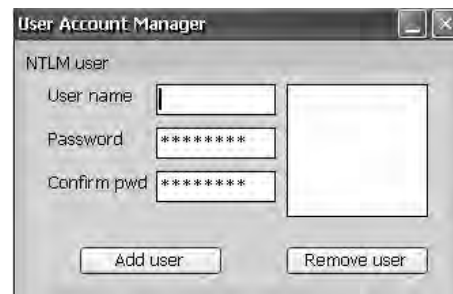 User Account Manager
NTLM user
User name
Password ********
Confirm pwd ********
Add user Remove user